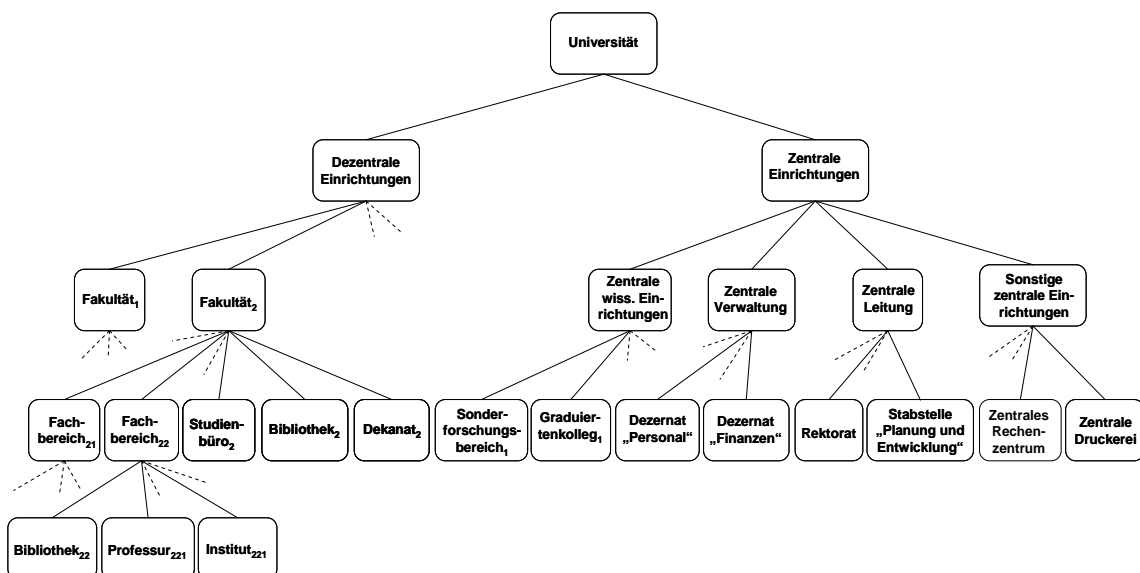 Universität
Dezentrale
Einrichtungen
Zentrale
Einrichtungen
Fakultät₁
Fakultät₂
Zentrale
wiss. Ein-
richtungen
Zentrale
Verwaltung
Zentrale
Leitung
Sonstige
zentrale Ein-
richtungen
Fach-
bereich₂₁
Fach-
bereich₂₂
Studien-
büro₂
Bibliothek₂
Dekanat₂
Sonder-
forschungs-
bereich₁
Graduier-
tenkolleg₁
Dezernat
„Personal“
Dezernat
„Finanzen“
Rektorat
Stabstelle
„Planung und
Entwicklung“
Zentrales
Rechen-
zentrum
Zentrale
Druckerei
Bibliothek₂₂
Professur₂₂₁
Institut₂₂₁